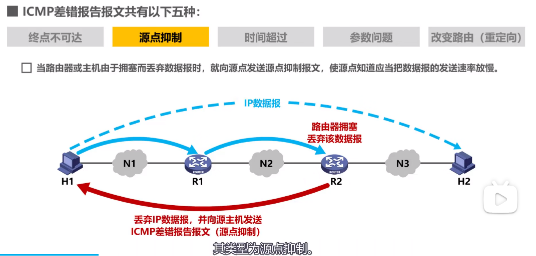 ICMP差错报告报文共有以下五种：
终点不可达
源点抑制
时间超过
参数问题
改变路由（重定向）
当路由器或主机由于拥塞而丢弃数据报时，就向源点发送源点抑制报文，使源点知道应当把数据报的发送速率放慢。
IP数据报
路由器拥塞
丢弃该数据报
N1
N2
N3
H1
R1
R2
H2
丢弃IP数据报，并向源主机发送
ICMP差错报告报文（源点抑制）
其类型为源点抑制。